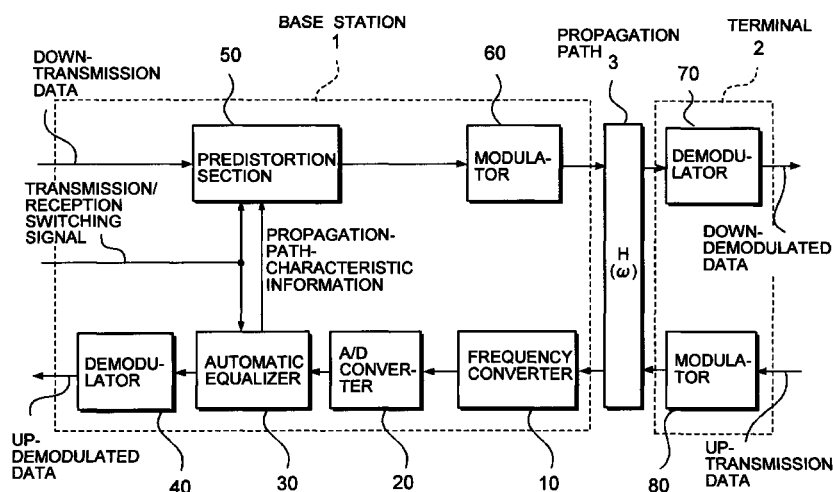 BASE STATION
1
PROPAGATION
PATH
3
TERMINAL
2
DOWN-
TRANSMISSION
DATA
50
60
70
PREDISTORTION
SECTION
MODULA-
TOR
DEMODU-
LATOR
TRANSMISSION/
RECEPTION
SWITCHING
SIGNAL
PROPAGATION-
PATH-
CHARACTERISTIC
INFORMATION
H
(ω)
DOWN-
DEMODULATED
DATA
DEMODU-
LATOR
AUTOMATIC
EQUALIZER
A/D
CONVER-
TER
FREQUENCY
CONVERTER
MODULA-
TOR
UP-
DEMODULATED
DATA
40
30
20
10
80
UP-
TRANSMISSION
DATA